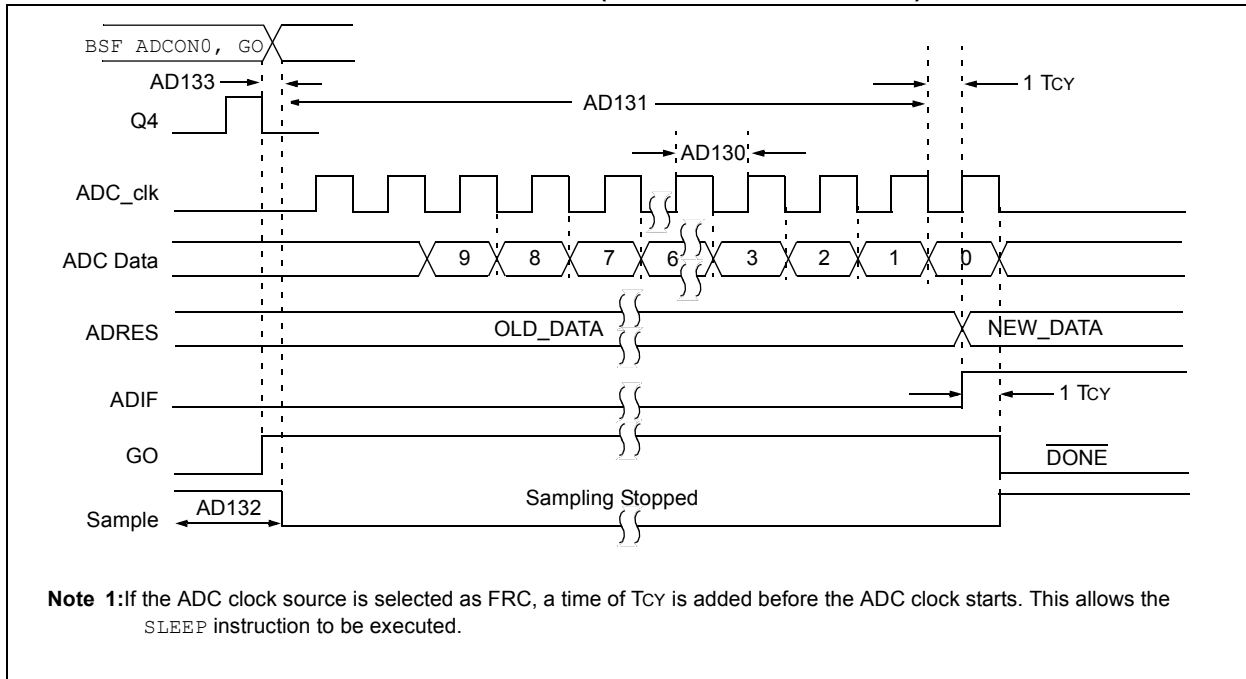 BSF ADCON0, GO
AD133
1 TCY
AD131
Q4
AD130
ADC_clk
ADC Data
9 8 7 6 3 2 1 0
ADRES
OLD_DATA
NEW_DATA
ADIF
1 TCY
GO
DONE
AD132
Sampling Stopped
Sample
Note 1:If the ADC clock source is selected as FRC, a time of TCY is added before the ADC clock starts. This allows the
SLEEP instruction to be executed.